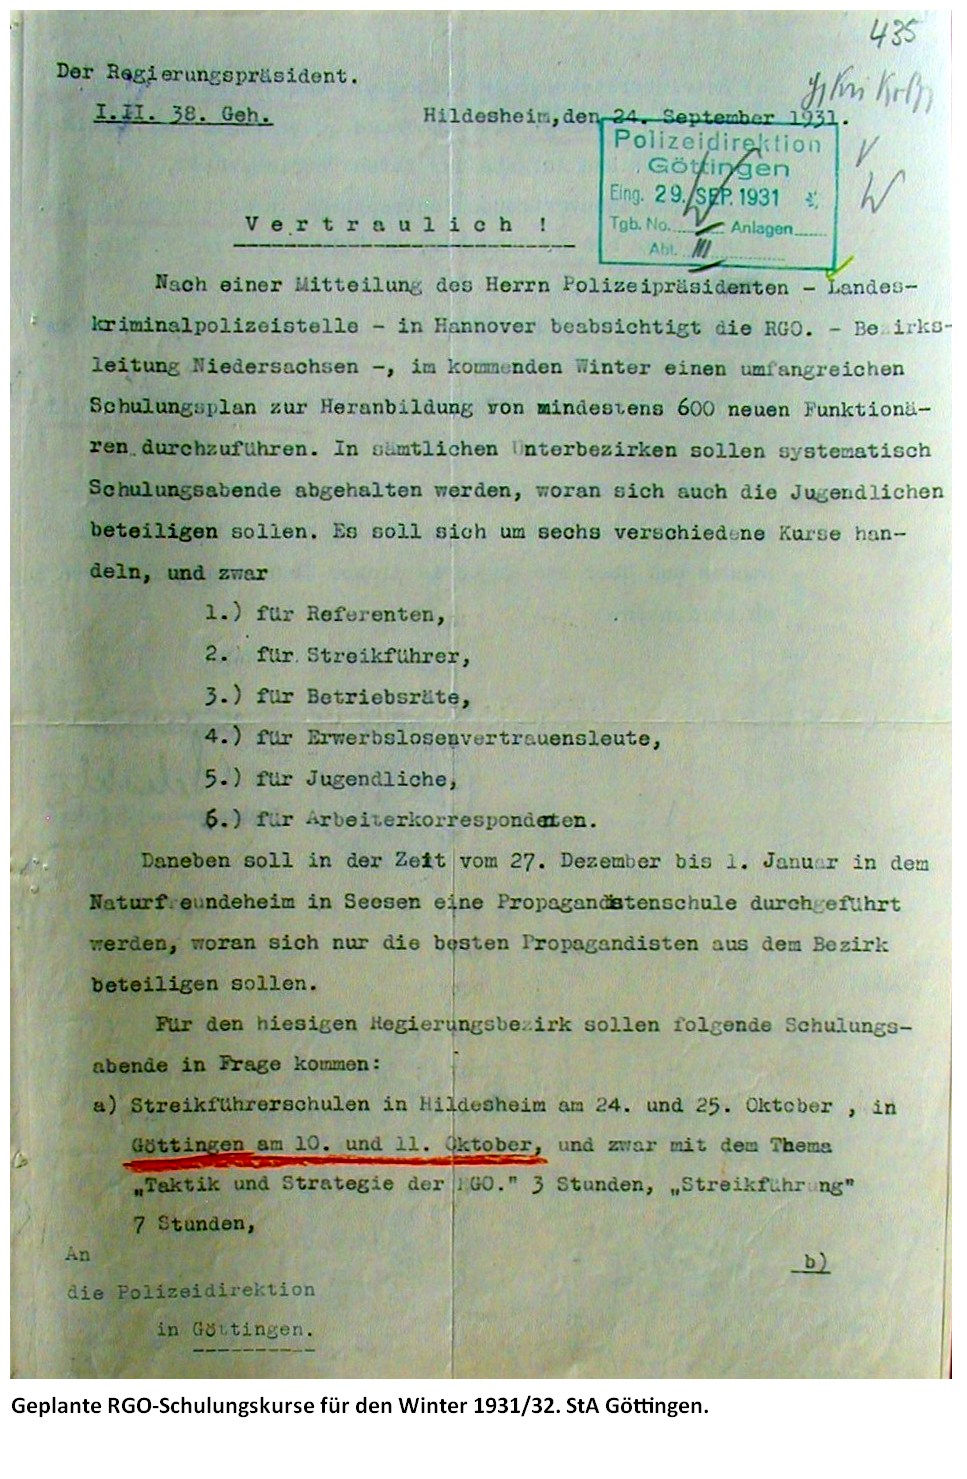 435
Der Regierungspräsident.
I.II. 38. Geh.
Hildesheim,den 24. September 1931.
Polizeidirektion
Göttingen
Eing. 29. SEP. 1931
Tgb. No. Anlagen
Abt. III
Vertraulich !
Nach einer Mitteilung des Herrn Polizeipräsidenten - Landes-
kriminalpolizeistelle - in Hannover beabsichtigt die RGO. - Bezirks-
leitung Niedersachsen -, im kommenden Winter einen umfangreichen
Schulungsplan zur Heranbildung von mindestens 600 neuen Funktionä-
ren durchzuführen. In sämtlichen Unterbezirken sollen systematisch
Schulungsabende abgehalten werden, woran sich auch die Jugendlichen
beteiligen sollen. Es soll sich um sechs verschiedene Kurse han-
deln, und zwar
1.) für Referenten,
2. für Streikführer,
3.) für Betriebsräte,
4.) für Erwerbslosenvertrauensleute,
5.) für Jugendliche,
6.) für Arbeiterkorrespondenten.
Daneben soll in der Zeit vom 27. Dezember bis 1. Januar in dem
Naturfreundeheim in Seesen eine Propagandistenschule durchgeführt
werden, woran sich nur die besten Propagandisten aus dem Bezirk
beteiligen sollen.
Für den hiesigen Regierungsbezirk sollen folgende Schulungs-
abende in Frage kommen:
a) Streikführerschulen in Hildesheim am 24. und 25. Oktober , in
Göttingen am 10. und 11. Oktober, und zwar mit dem Thema
„Taktik und Strategie der RGO." 3 Stunden, „Streikführung"
7 Stunden,
An
b)
die Polizeidirektion
in Göttingen.
Geplante RGO-Schulungskurse für den Winter 1931/32. StA Göttingen.